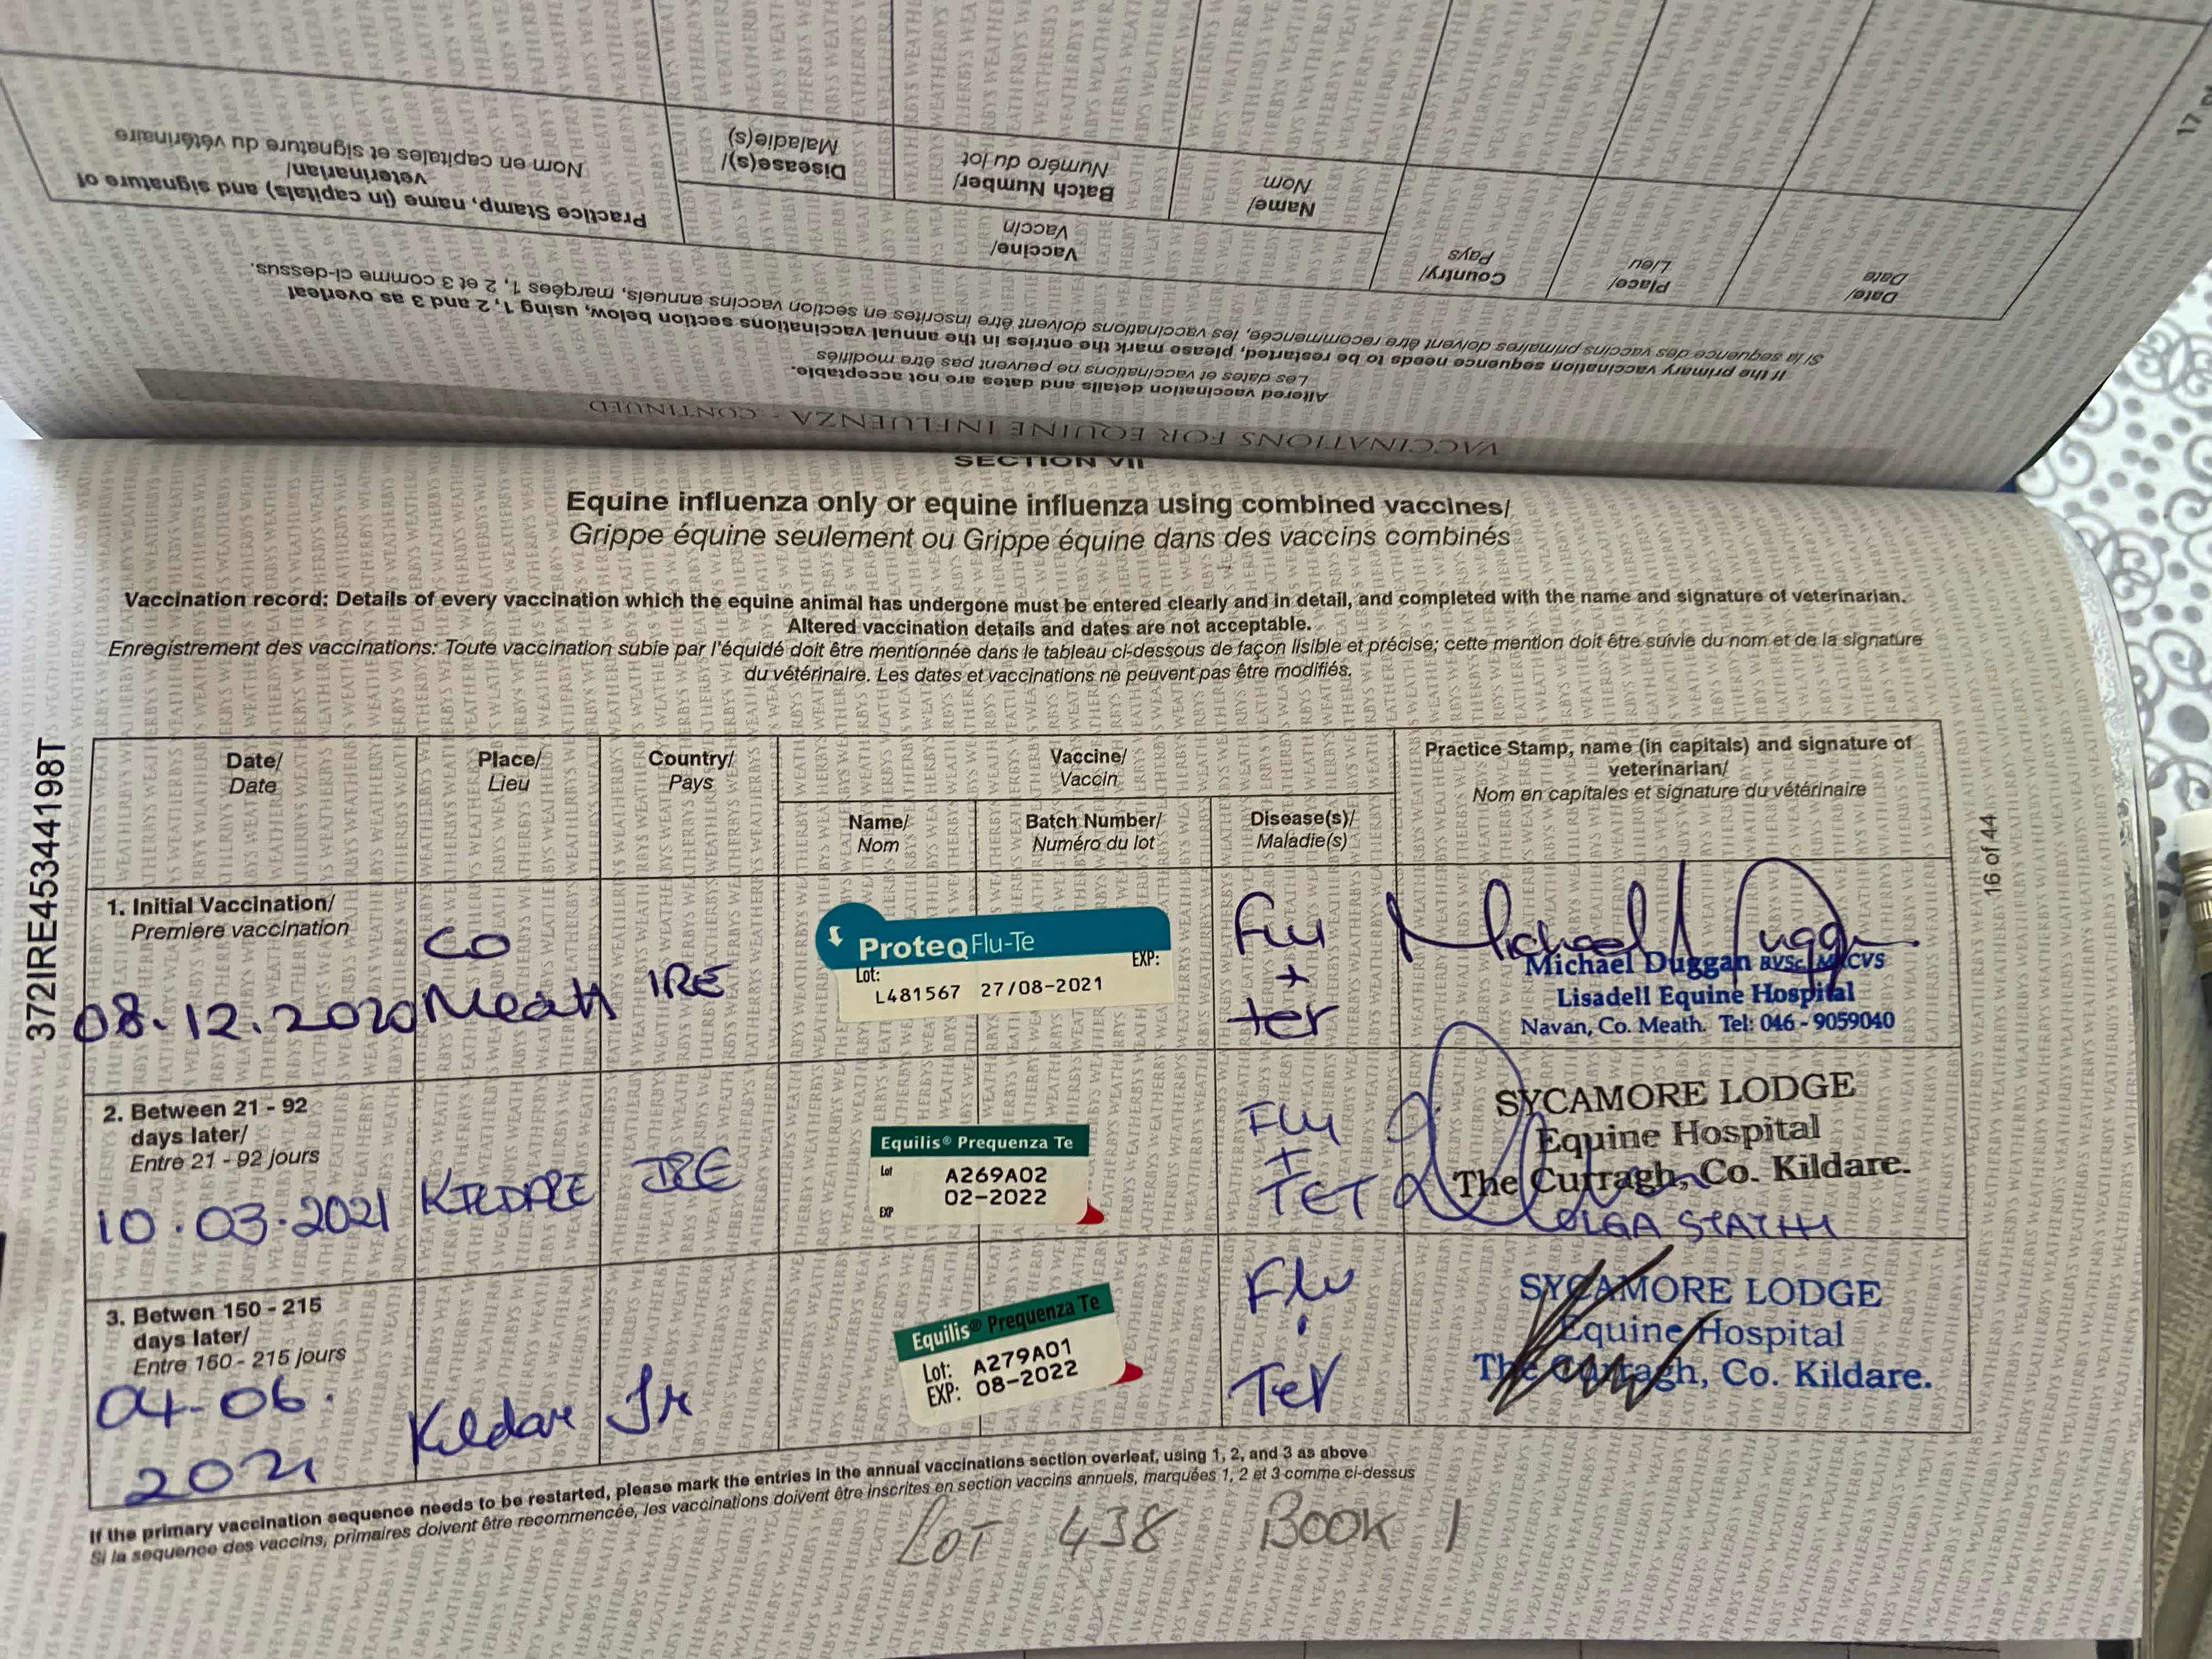 Practice Stamp, name (in capitals) and signature of
veterinarian/
Nom en capitales et signature du vétérinaire
Disease(s)/
Maladie(s)
Batch Number/
Numéro du lot
Name/
Nom
Vaccine/
Vaccin
Country/
Pays
Place/
Lieu
Date/
Date
Si la sequence des vaccins primaires doivent être recommencée, les vaccinations doivent être inscrites en section vaccins annuels, marqées 1, 2 et 3 comme ci-dessus.
If the primary vaccination sequence needs to be restarted, please mark the entries in the annual vaccinations section below, using 1, 2 and 3 as overleaf
Les dates et vaccinations ne peuvent pas être modifiés
Altered vaccination details and dates are not acceptable.
VACCINATIONS FOR EQUINE INFLUENZA - CONTINUED
SECTION VII
Equine influenza only or equine influenza using combined vaccines/
Grippe équine seulement ou Grippe équine dans des vaccins combinés
Vaccination record: Details of every vaccination which the equine animal has undergone must be entered clearly and in detail, and completed with the name and signature of veterinarian.
Altered vaccination details and dates are not acceptable.
Enregistrement des vaccinations: Toute vaccination subie par l'équidé doit être mentionnée dans le tableau ci-dessous de façon lisible et précise; cette mention doit être suivie du nom et de la signature
du vétérinaire. Les dates et vaccinations ne peuvent pas être modifiés.
372IRE45344198T
16 of 44
Date/
Date
Place/
Lieu
Country/
Pays
Vaccine/
Vaccin
Name/
Nom
Batch Number/
Numéro du lot
Disease(s)/
Maladie(s)
Practice Stamp, name (in capitals) and signature of
veterinarian/
Nom en capitales et signature du vétérinaire
1. Initial Vaccination/
Premiere vaccination
08.12.2020
Co
Meath
IRE
ProteqFlu-Te
Lot:
EXP:
L481567 27/08-2021
Flu
+
ter
Michael Duggan
Michael Duggan BVSc MRCVS
Lisadell Equine Hospital
Navan, Co. Meath. Tel: 046 - 9059040
2. Between 21 - 92
days later/
Entre 21 - 92 jours
10.03.2021
KILDARE
IRE
Equilis® Prequenza Te
Lot A269A02
02-2022
EXP
Flu
+
TET
SYCAMORE LODGE
Equine Hospital
The Curragh, Co. Kildare.
OLGA STATHI
3. Betwen 150 - 215
days later/
Entre 150 - 215 jours
04-06.
2021
Kildare
Ir
Equilis® Prequenza Te
Lot: A279A01
EXP: 08-2022
Flu
Tet
SYCAMORE LODGE
Equine Hospital
The Curragh, Co. Kildare.
If the primary vaccination sequence needs to be restarted, please mark the entries in the annual vaccinations section overleaf, using 1, 2, and 3 as above
Si la sequence des vaccins, primaires doivent être recommencée, les vaccinations doivent être inscrites en section vaccins annuels, marquées 1, 2 et 3 comme ci-dessus
LOT 438 BOOK 1